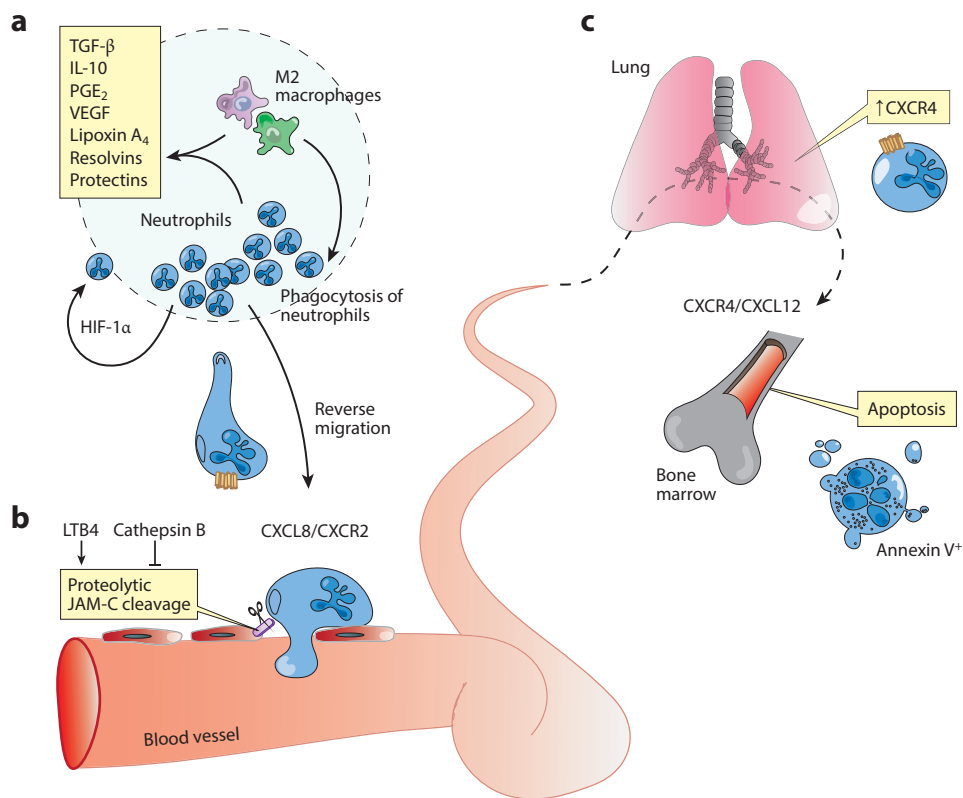 a
TGF-β
IL-10
PGE₂
VEGF
Lipoxin A₄
Resolvins
Protectins
M2
macrophages
Neutrophils
Phagocytosis of
neutrophils
HIF-1α
Reverse
migration
b
LTB4
Cathepsin B
CXCL8/CXCR2
Proteolytic
JAM-C cleavage
Blood vessel
c
Lung
↑CXCR4
CXCR4/CXCL12
Apoptosis
Bone
marrow
Annexin V⁺